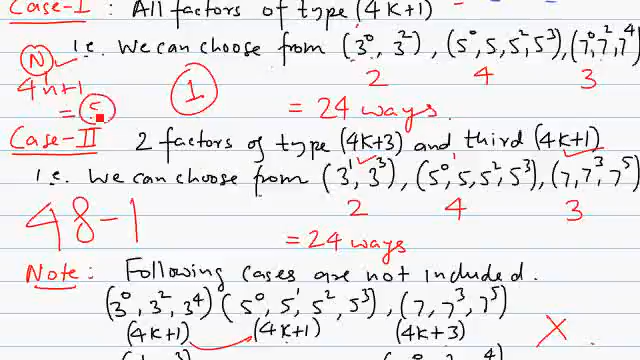 Case-I : All factors of type (4K+1)
i.e. We can choose from (3⁰, 3²), (5⁰, 5, 5², 5³), (7⁰, 7², 7⁴)
N 2 4 3
4n+1 1 = 24 ways.
= 5
Case-II 2 factors of type (4K+3) and third (4K+1)
i.e. We can choose from (3¹, 3³), (5⁰, 5, 5², 5³), (7, 7³, 7⁵)
48-1 2 4 3
= 24 ways
Note : Following cases are not included.
(3⁰, 3², 3⁴) (5⁰, 5¹, 5², 5³), (7, 7³, 7⁵)
(4K+1) (4K+1) (4K+3)